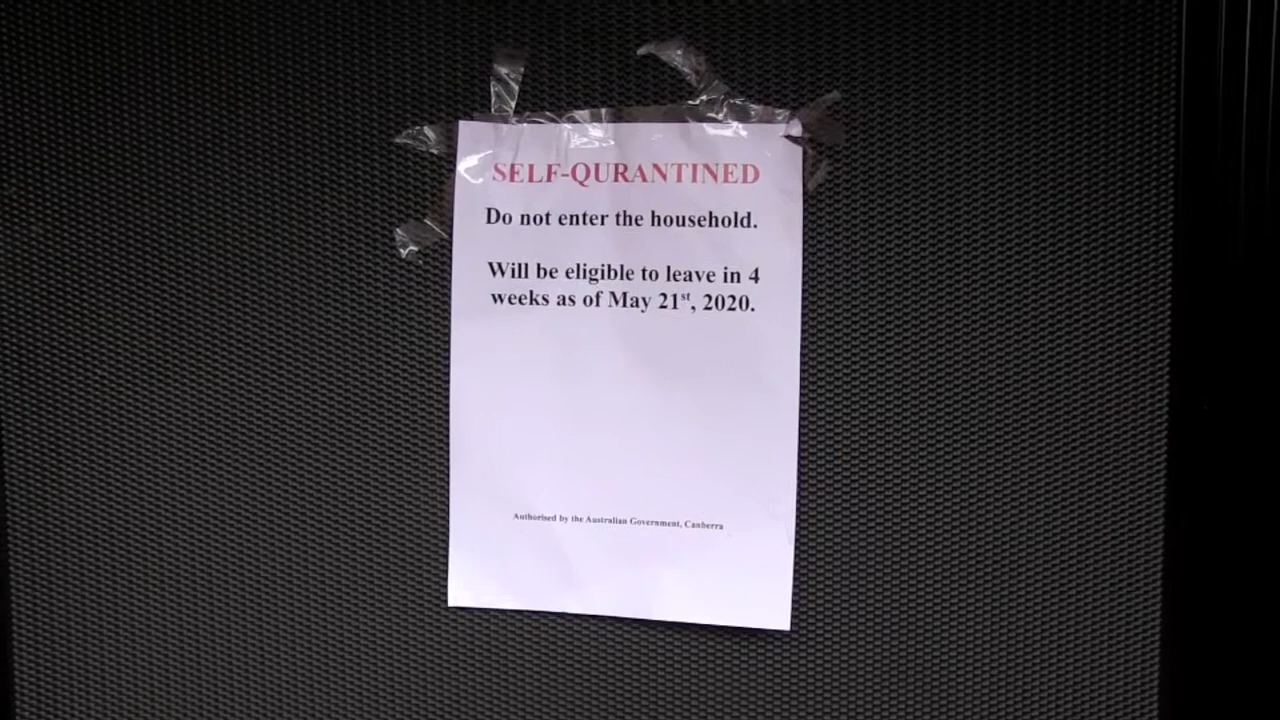 SELF-QURANTINED
Do not enter the household.
Will be eligible to leave in 4
weeks as of May 21st, 2020.
Authorised by the Australian Government, Canberra